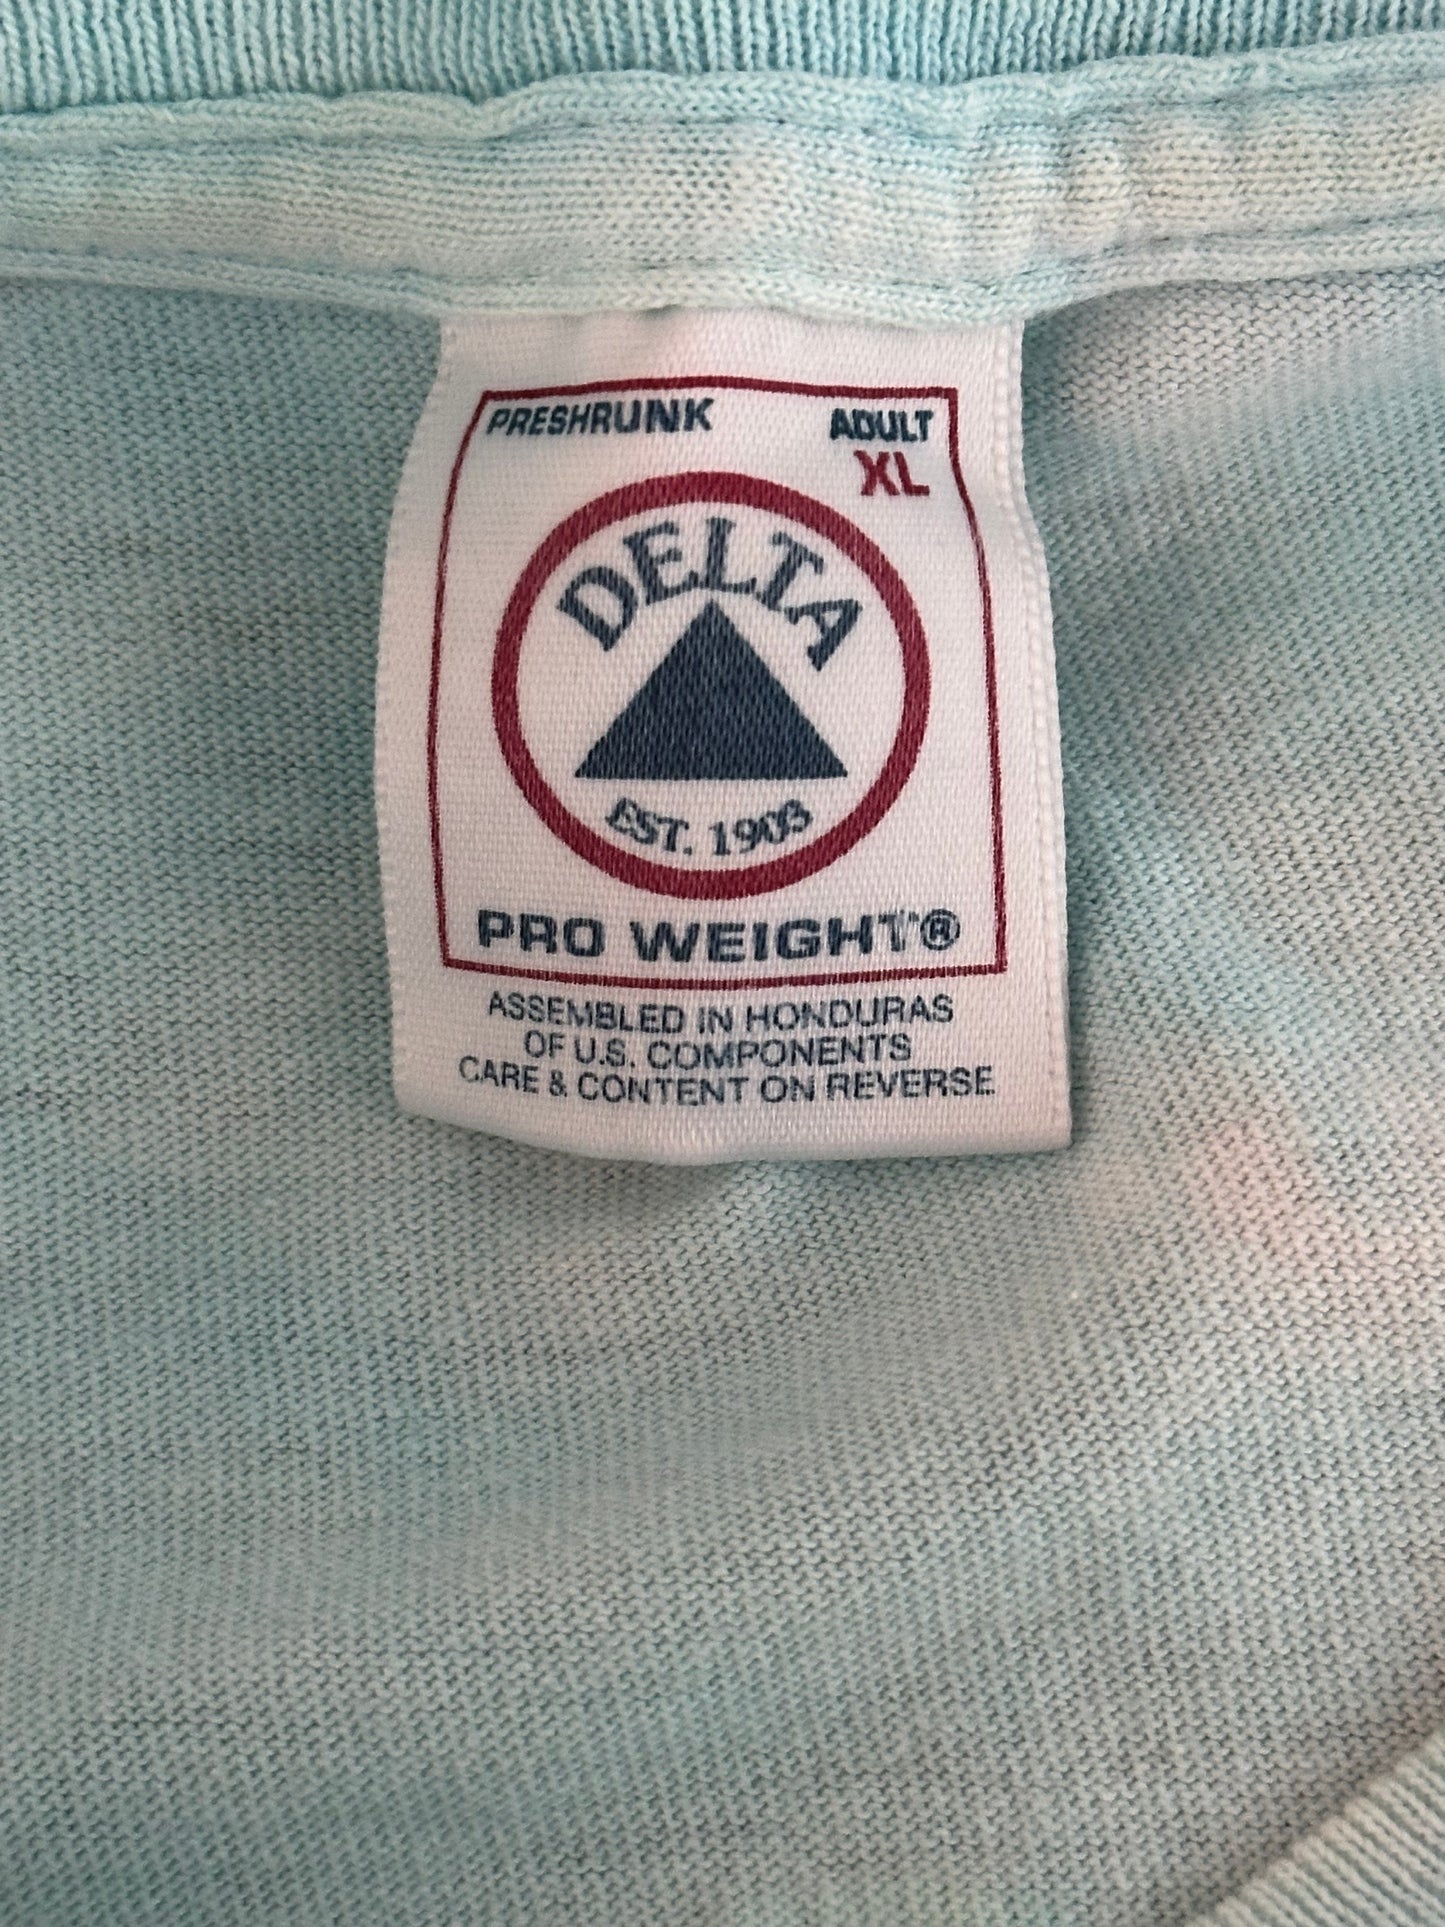 PRESHRUNK ADULT
XL
DELTA
EST. 1903
PRO WEIGHT®
ASSEMBLED IN HONDURAS
OF U.S. COMPONENTS
CARE & CONTENT ON REVERSE